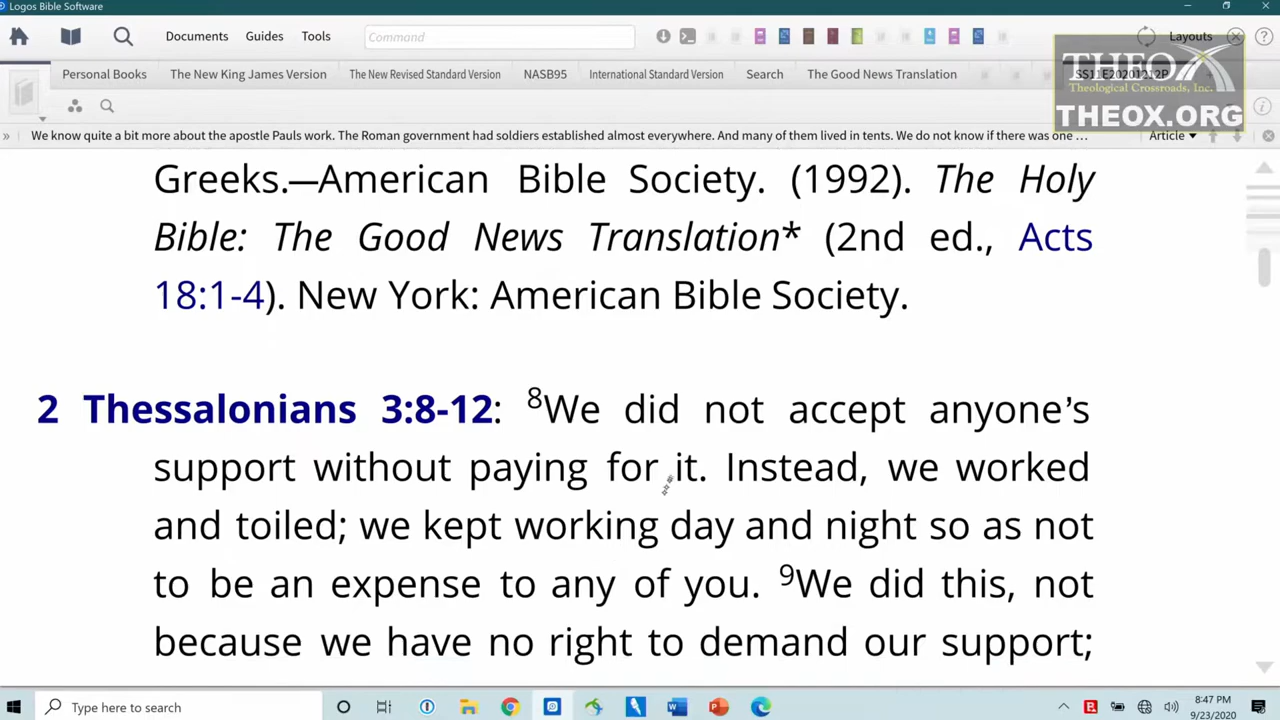 Logos Bible Software
Documents Guides Tools Command Layouts
Personal Books The New King James Version The New Revised Standard Version NASB95 International Standard Version Search The Good News Translation SS11E20201212P
THEOX
Theological Crossroads, Inc.
THEOX.ORG
» We know quite a bit more about the apostle Pauls work. The Roman government had soldiers established almost everywhere. And many of them lived in tents. We do not know if there was one ... Article
Greeks.—American Bible Society. (1992). The Holy
Bible: The Good News Translation* (2nd ed., Acts
18:1-4). New York: American Bible Society.
2 Thessalonians 3:8-12: 8We did not accept anyone's
support without paying for it. Instead, we worked
and toiled; we kept working day and night so as not
to be an expense to any of you. 9We did this, not
because we have no right to demand our support;
Type here to search
8:47 PM
9/23/2020